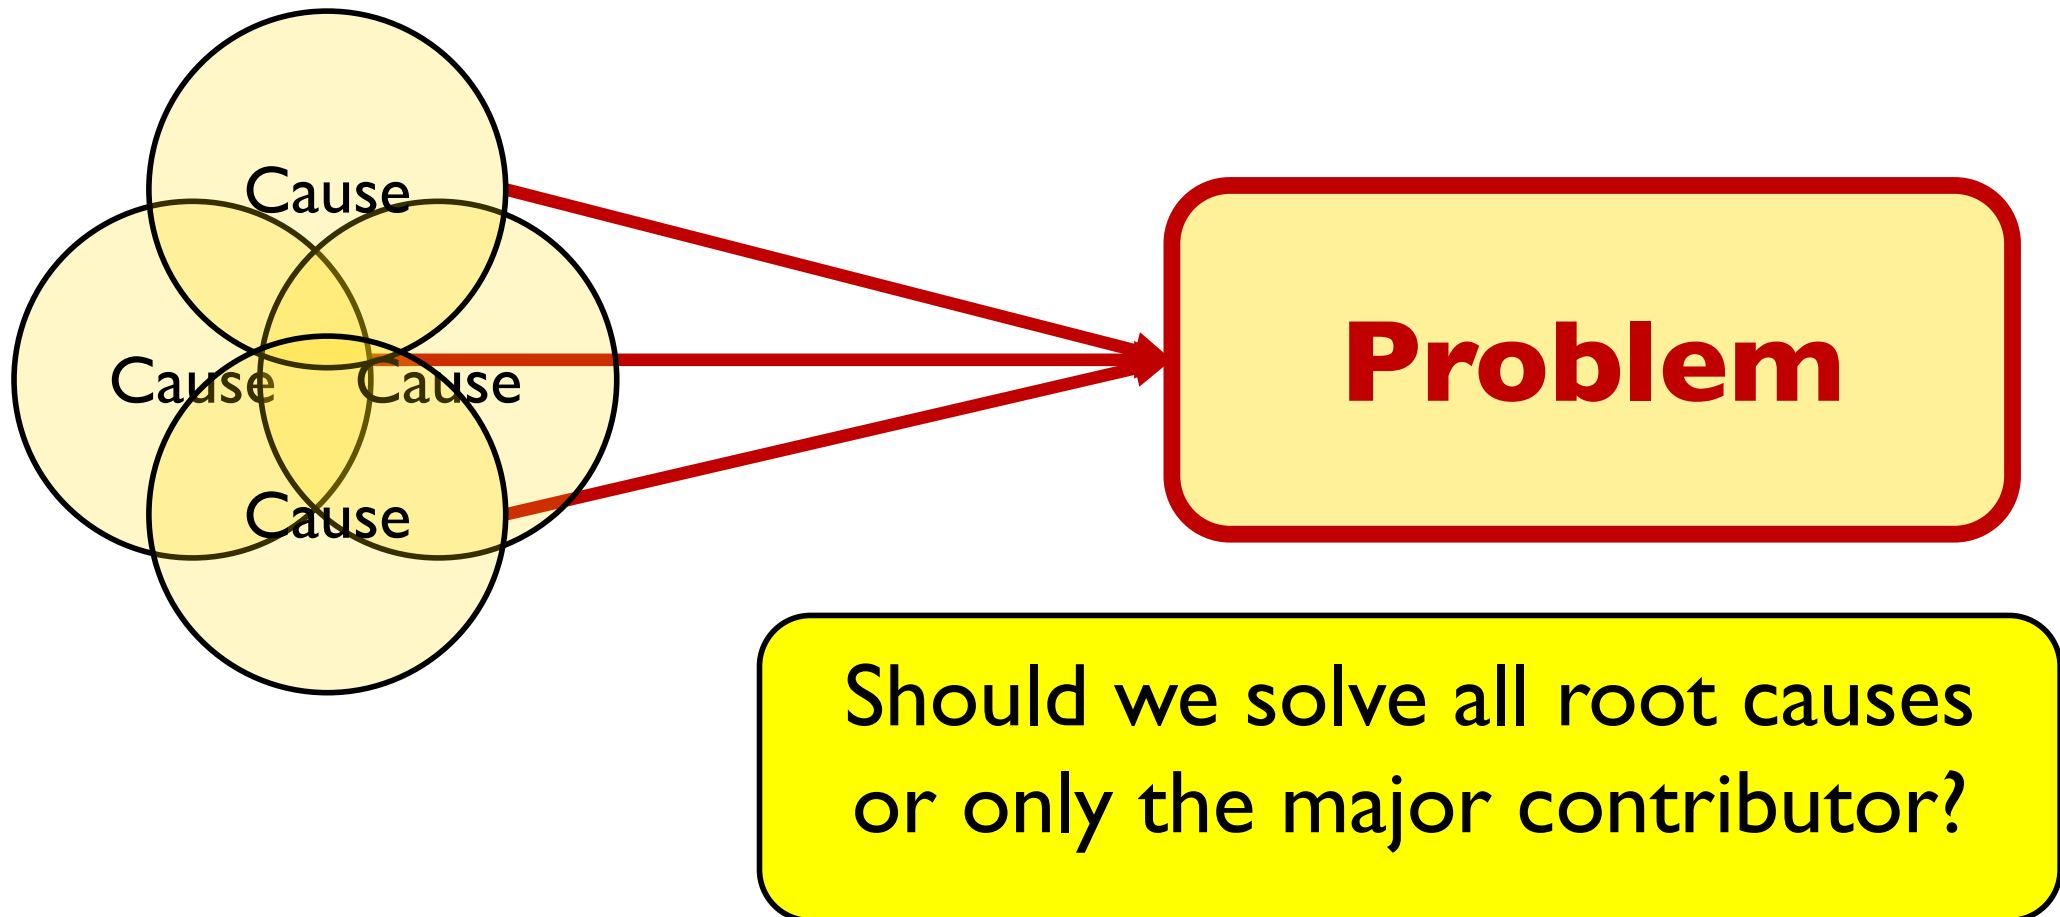 Cause
Cause Cause
Cause
Problem
Should we solve all root causes
or only the major contributor?